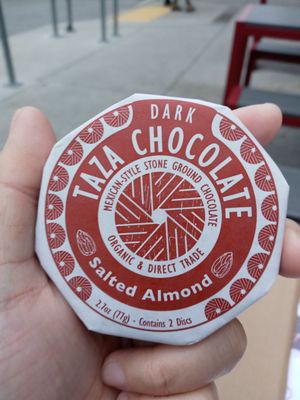 DARK
TAZA CHOCOLATE
MEXICAN-STYLE STONE GROUND CHOCOLATE
ORGANIC & DIRECT TRADE
Salted Almond
2.7oz (77g) - Contains 2 Discs